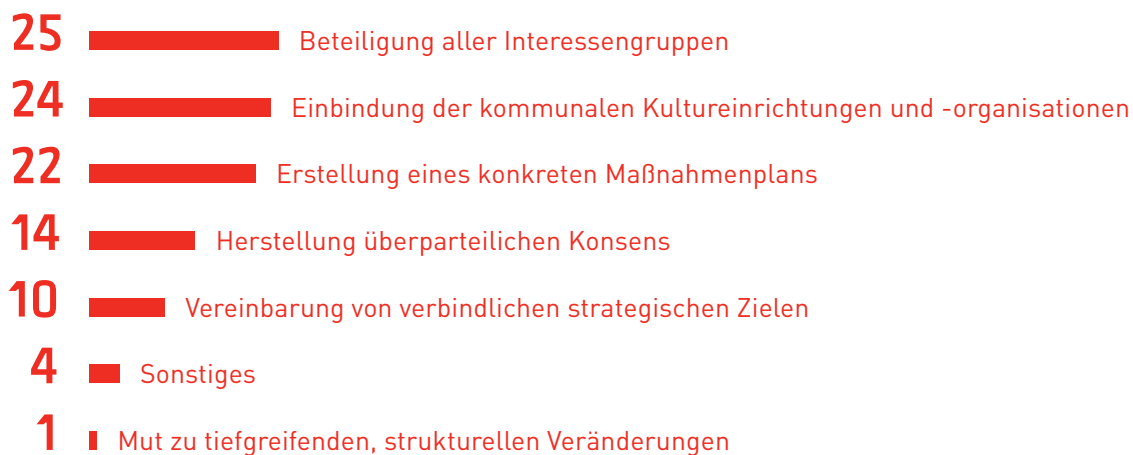 25 Beteiligung aller Interessengruppen
24 Einbindung der kommunalen Kultureinrichtungen und -organisationen
22 Erstellung eines konkreten Maßnahmenplans
14 Herstellung überparteilichen Konsens
10 Vereinbarung von verbindlichen strategischen Zielen
4 Sonstiges
1 Mut zu tiefgreifenden, strukturellen Veränderungen